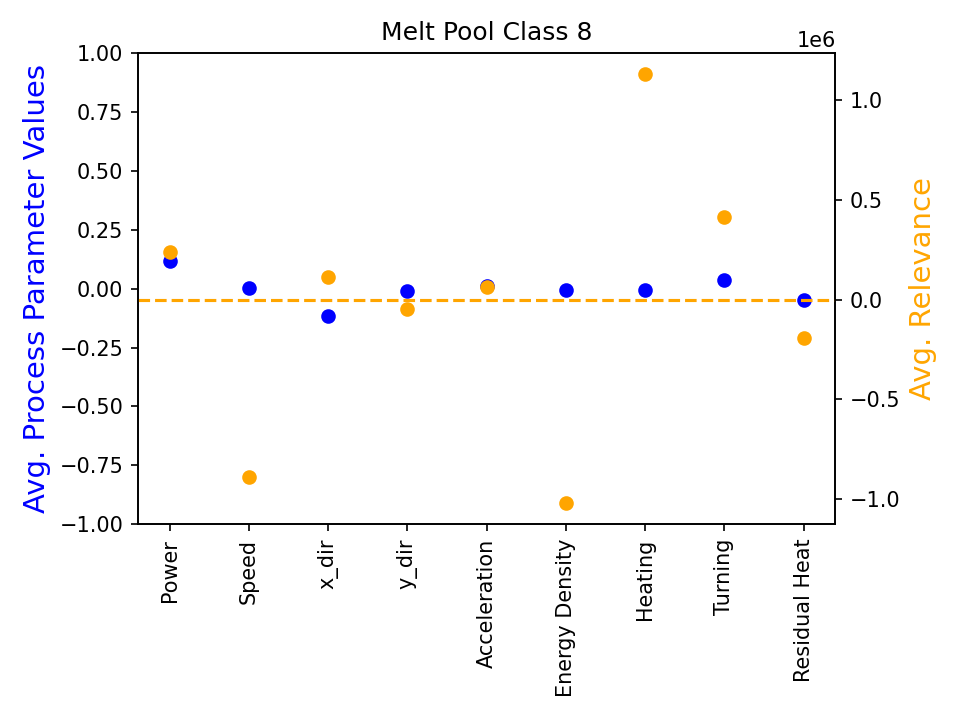 Melt Pool Class 8
1e6
Avg. Process Parameter Values
1.00
0.75
0.50
0.25
0.00
−0.25
−0.50
−0.75
−1.00
1.0
0.5
0.0
−0.5
−1.0
Avg. Relevance
Power
Speed
x_dir
y_dir
Acceleration
Energy Density
Heating
Turning
Residual Heat